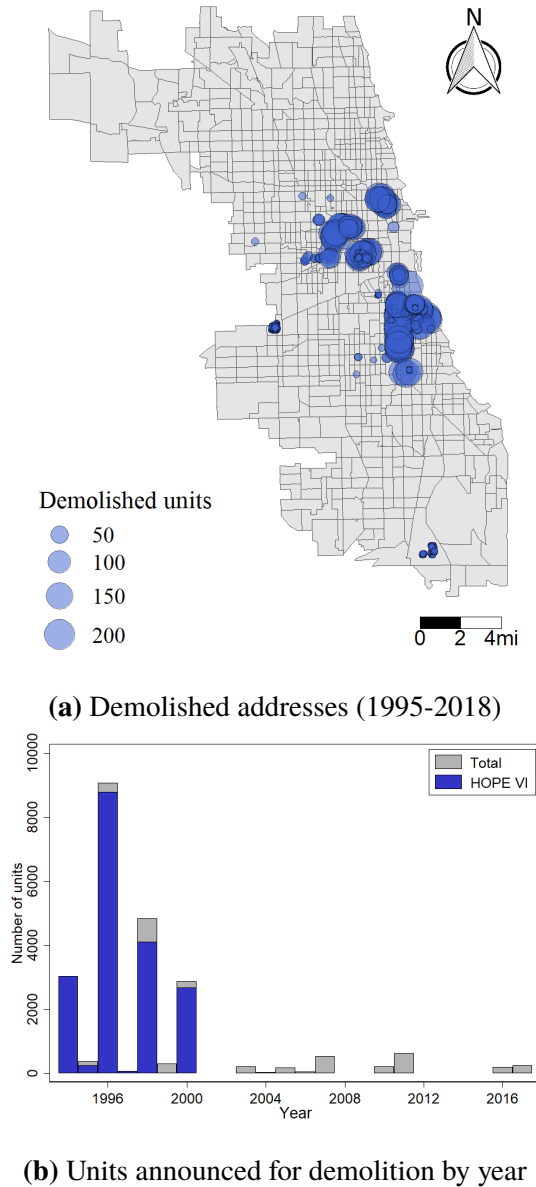 N
Demolished units
50
100
150
200
0 2 4mi
(a) Demolished addresses (1995-2018)
Total
HOPE VI
Number of units
0
2000
4000
6000
8000
10000
1996 2000 2004 2008 2012 2016
Year
(b) Units announced for demolition by year